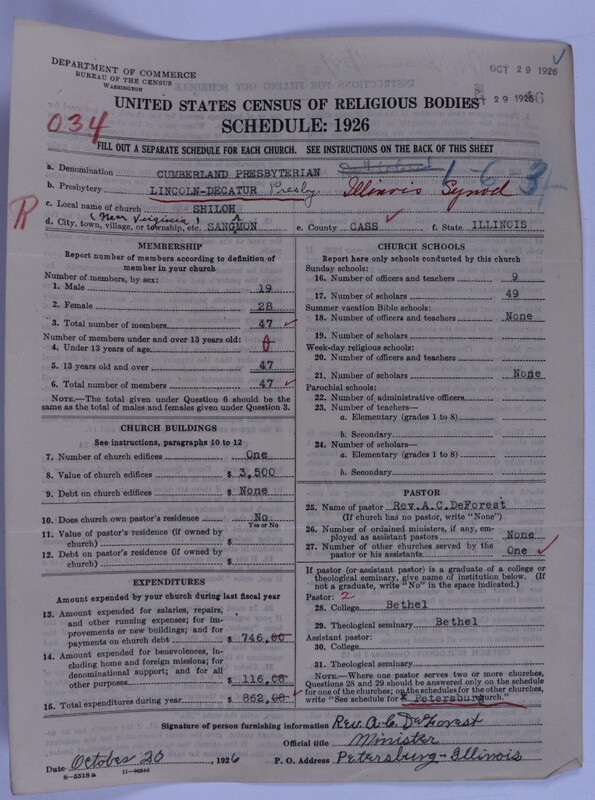 DEPARTMENT OF COMMERCE
BUREAU OF THE CENSUS
WASHINGTON
OCT 29 1926
OCT 29 1926
UNITED STATES CENSUS OF RELIGIOUS BODIES
SCHEDULE: 1926
034
FILL OUT A SEPARATE SCHEDULE FOR EACH CHURCH. SEE INSTRUCTIONS ON THE BACK OF THIS SHEET
a. Denomination CUMBERLAND PRESBYTERIAN 1-6-3
b. Presbytery LINCOLN-DECATUR Presby. Illinois Synod
c. Local name of church SHILOH
R
(Near Virginia)
d. City, town, village, or township, etc. SANGMON e. County CASS f. State ILLINOIS
MEMBERSHIP
Report number of members according to definition of
member in your church
Number of members, by sex:
1. Male 19
2. Female 28
3. Total number of members 47
Number of members under and over 13 years old:
4. Under 13 years of age 0
5. 13 years old and over 47
6. Total number of members 47
NOTE.—The total given under Question 6 should be the
same as the total of males and females given under Question 3.
CHURCH BUILDINGS
See instructions, paragraphs 10 to 12
7. Number of church edifices One
8. Value of church edifices $ 3,500
9. Debt on church edifices $ None
10. Does church own pastor's residence No
Yes or No
11. Value of pastor's residence (if owned by
church) $
12. Debt on pastor's residence (if owned by
church) $
EXPENDITURES
Amount expended by your church during last fiscal year
13. Amount expended for salaries, repairs,
and other running expenses; for im-
provements or new buildings; and for
payments on church debt $ 746,00
14. Amount expended for benevolences, in-
cluding home and foreign missions; for
denominational support; and for all
other purposes $ 116,08
15. Total expenditures during year $ 862,08
CHURCH SCHOOLS
Report here only schools conducted by this church
Sunday schools:
16. Number of officers and teachers 9
17. Number of scholars 49
Summer vacation Bible schools:
18. Number of officers and teachers None
19. Number of scholars
Week-day religious schools:
20. Number of officers and teachers
21. Number of scholars None
Parochial schools:
22. Number of administrative officers
23. Number of teachers—
a. Elementary (grades 1 to 8)
b. Secondary
24. Number of scholars—
a. Elementary (grades 1 to 8)
b. Secondary
PASTOR
25. Name of pastor Rev.A.C.DeForest
(If church has no pastor, write "None")
26. Number of ordained ministers, if any, em-
ployed as assistant pastors None
27. Number of other churches served by the
pastor or his assistants One
If pastor (or assistant pastor) is a graduate of a college or
theological seminary, give name of institution below. (If
not a graduate, write "No" in the space indicated.)
Pastor: 2
28. College Bethel
29. Theological seminary Bethel
Assistant pastor:
30. College
31. Theological seminary
NOTE.—Where one pastor serves two or more churches,
Questions 28 and 29 should be answered only on the schedule
for one of the churches; on the schedules for the other churches,
write "See schedule for Petersburg church."
Signature of person furnishing information Rev. A. C. DeForest
Official title Minister
Date October 20, 1926 P. O. Address Petersburg-Illinois
8-5518a